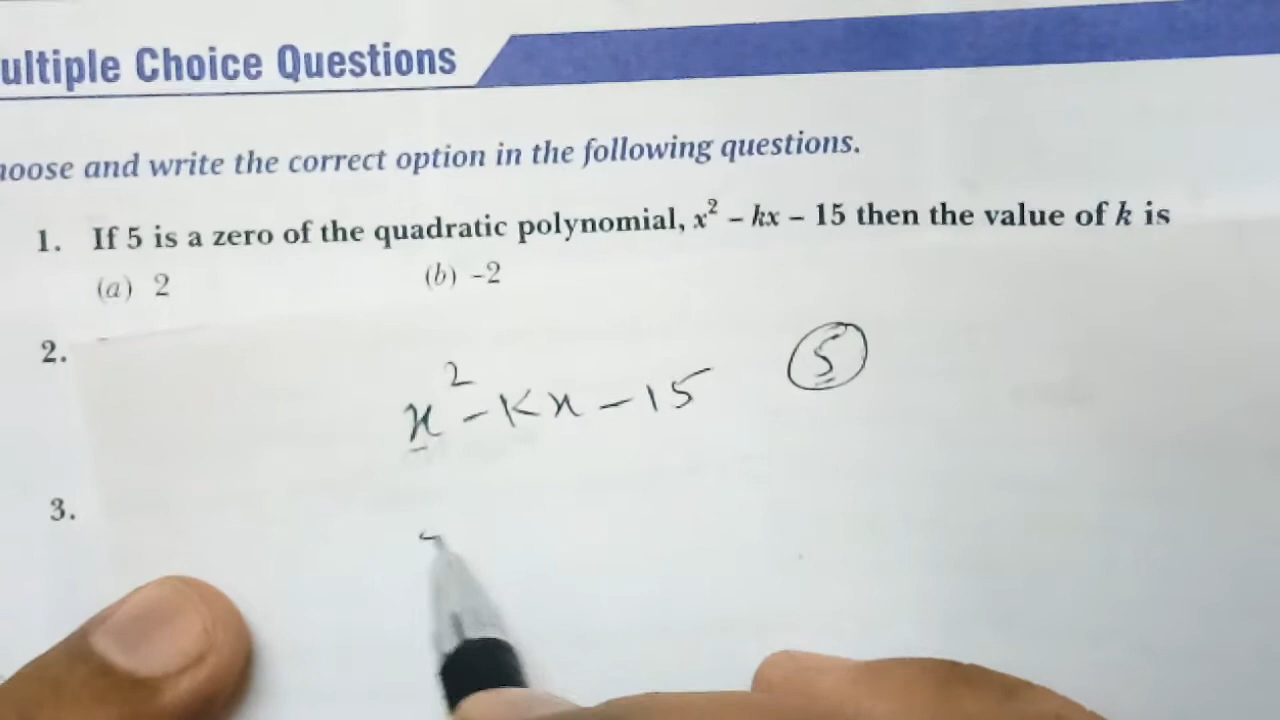 ultiple Choice Questions
hoose and write the correct option in the following questions.
1. If 5 is a zero of the quadratic polynomial, x² – kx – 15 then the value of k is
(a) 2 (b) –2
2.
x² – Kx – 15 5
3.